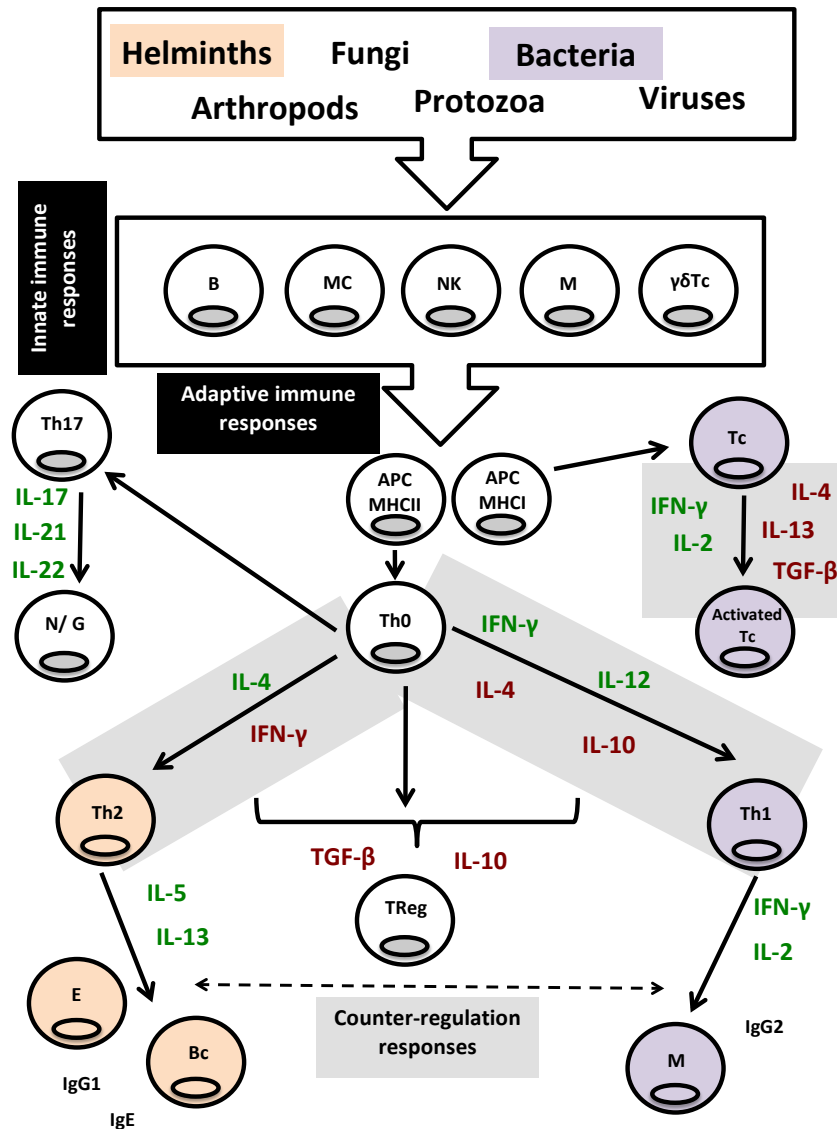 Helminths
Fungi
Bacteria
Arthropods
Protozoa
Viruses
Innate immune
responses
B
MC
NK
M
γδTc
Adaptive immune
responses
Th17
IL-17
IL-21
IL-22
N/ G
APC
MHCII
APC
MHCI
Tc
IFN-γ
IL-2
IL-4
IL-13
TGF-β
Activated
Tc
Th0
IL-4
IFN-γ
IFN-γ
IL-12
IL-4
IL-10
Th2
Th1
TGF-β
IL-10
TReg
IL-5
IL-13
IFN-γ
IL-2
E
Bc
IgG1
IgE
Counter-regulation
responses
M
IgG2